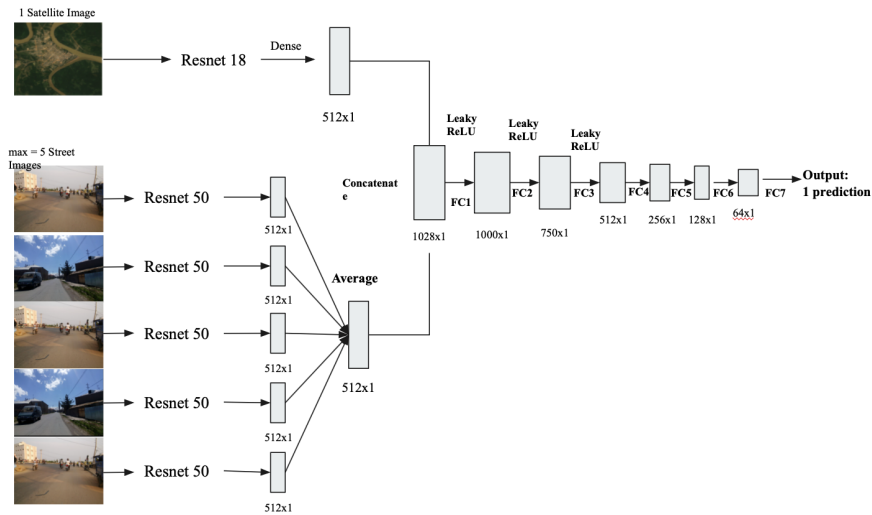 1 Satellite Image
Resnet 18
Dense
512x1
max = 5 Street
Images
Resnet 50
512x1
Resnet 50
512x1
Resnet 50
512x1
Resnet 50
512x1
Resnet 50
512x1
Average
512x1
Concatenat
e
1028x1
Leaky
ReLU
FC1
1000x1
Leaky
ReLU
FC2
750x1
Leaky
ReLU
FC3
512x1
FC4
256x1
FC5
128x1
FC6
64x1
FC7
Output:
1 prediction